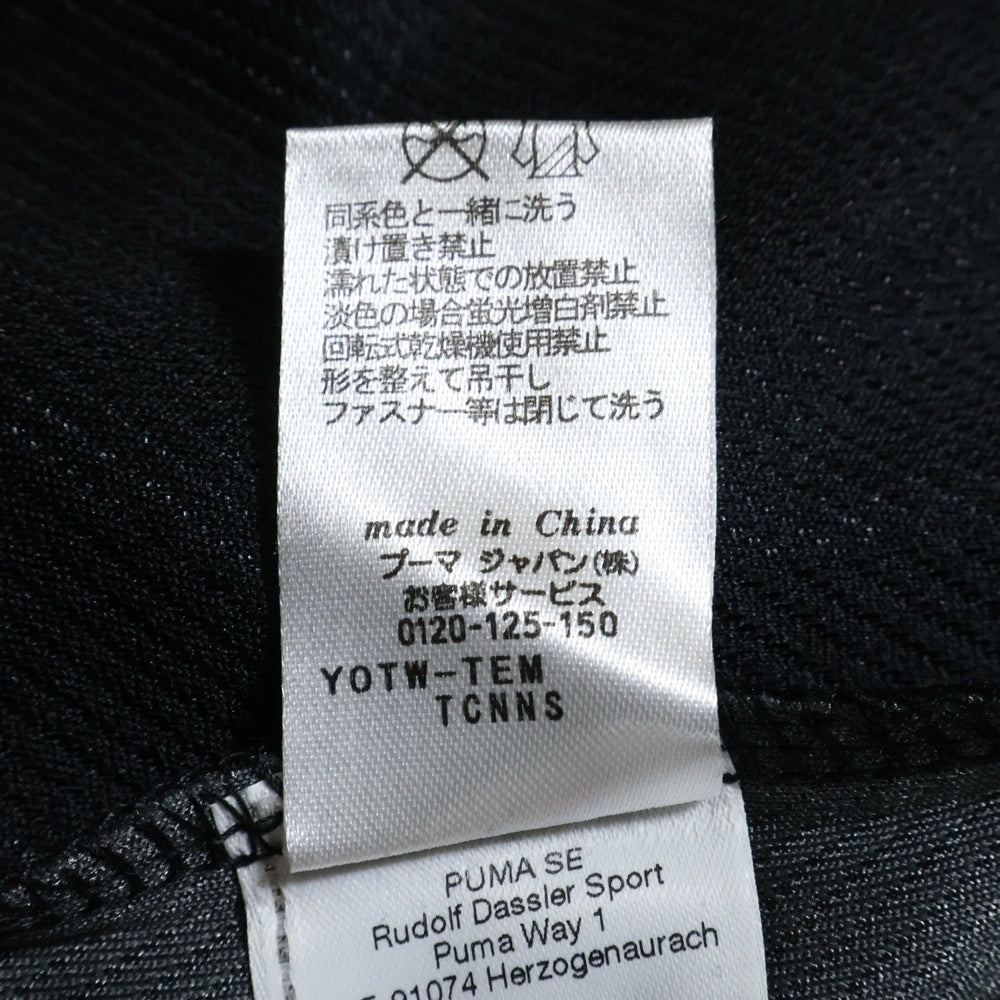 同系色と一緒に洗う
漬け置き禁止
濡れた状態での放置禁止
淡色の場合蛍光増白剤禁止
回転式乾燥機使用禁止
形を整えて吊干し
ファスナー等は閉じて洗う
made in China
プーマ ジャパン(株)
お客様サービス
0120-125-150
YOTW-TEM
TCNNS
PUMA SE
Rudolf Dassler Sport
Puma Way 1
91074 Herzogenaurach